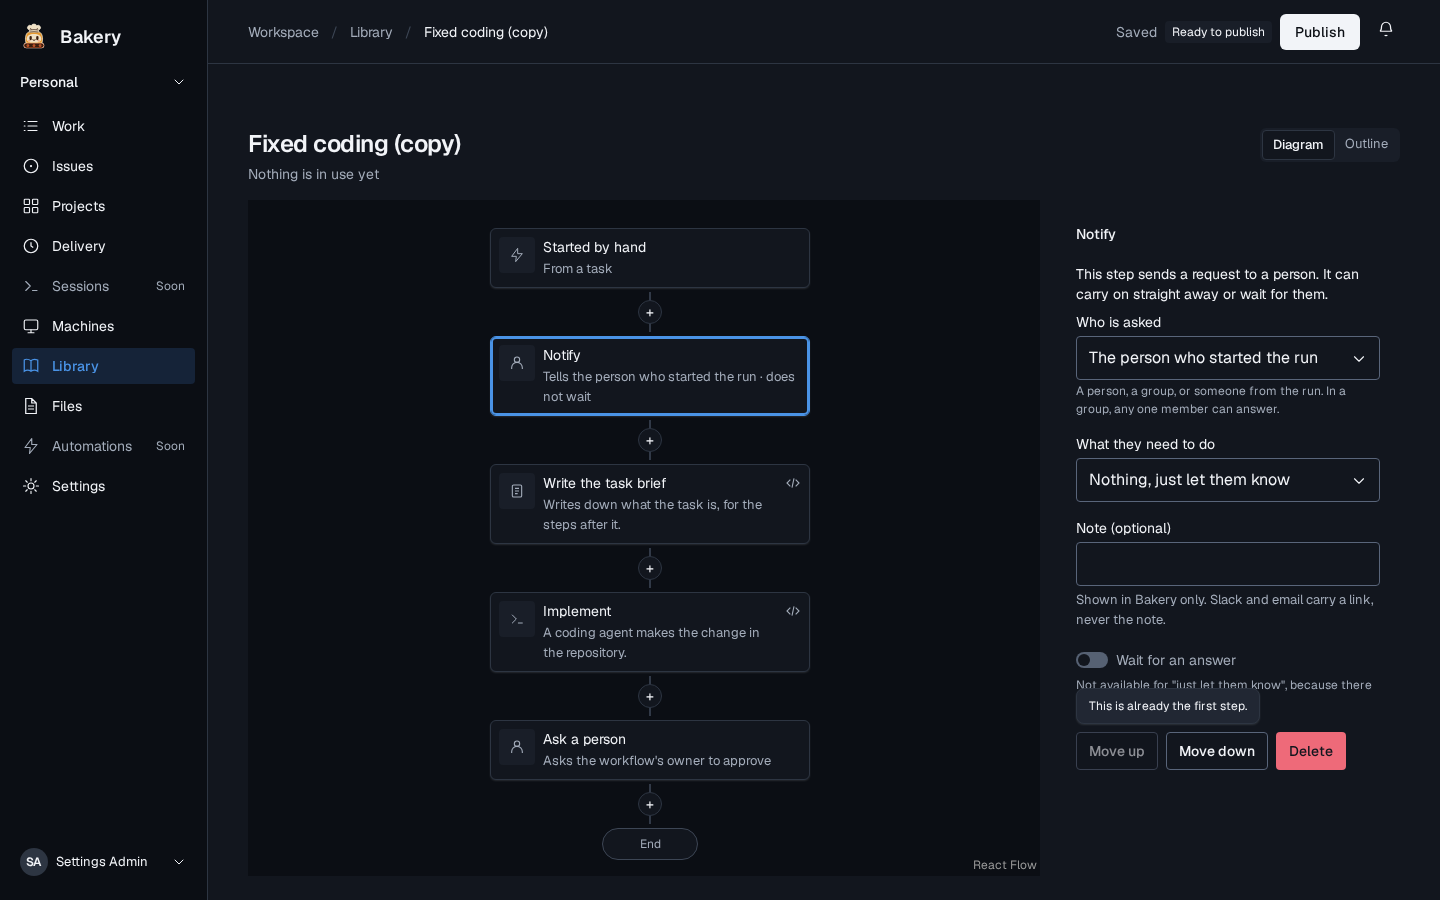 Bakery
Personal
Work
Issues
Projects
Delivery
Sessions Soon
Machines
Library
Files
Automations Soon
Settings
SA Settings Admin
Workspace / Library / Fixed coding (copy)
Saved Ready to publish Publish
Fixed coding (copy)
Nothing is in use yet
Diagram Outline
Started by hand
From a task
+
Notify
Tells the person who started the run · does
not wait
+
Write the task brief
Writes down what the task is, for the
steps after it.
+
Implement
A coding agent makes the change in
the repository.
+
Ask a person
Asks the workflow's owner to approve
+
End
React Flow
Notify
This step sends a request to a person. It can
carry on straight away or wait for them.
Who is asked
The person who started the run
A person, a group, or someone from the run. In a
group, any one member can answer.
What they need to do
Nothing, just let them know
Note (optional)
Shown in Bakery only. Slack and email carry a link,
never the note.
Wait for an answer
Not available for "just let them know", because there
This is already the first step.
Move up Move down Delete